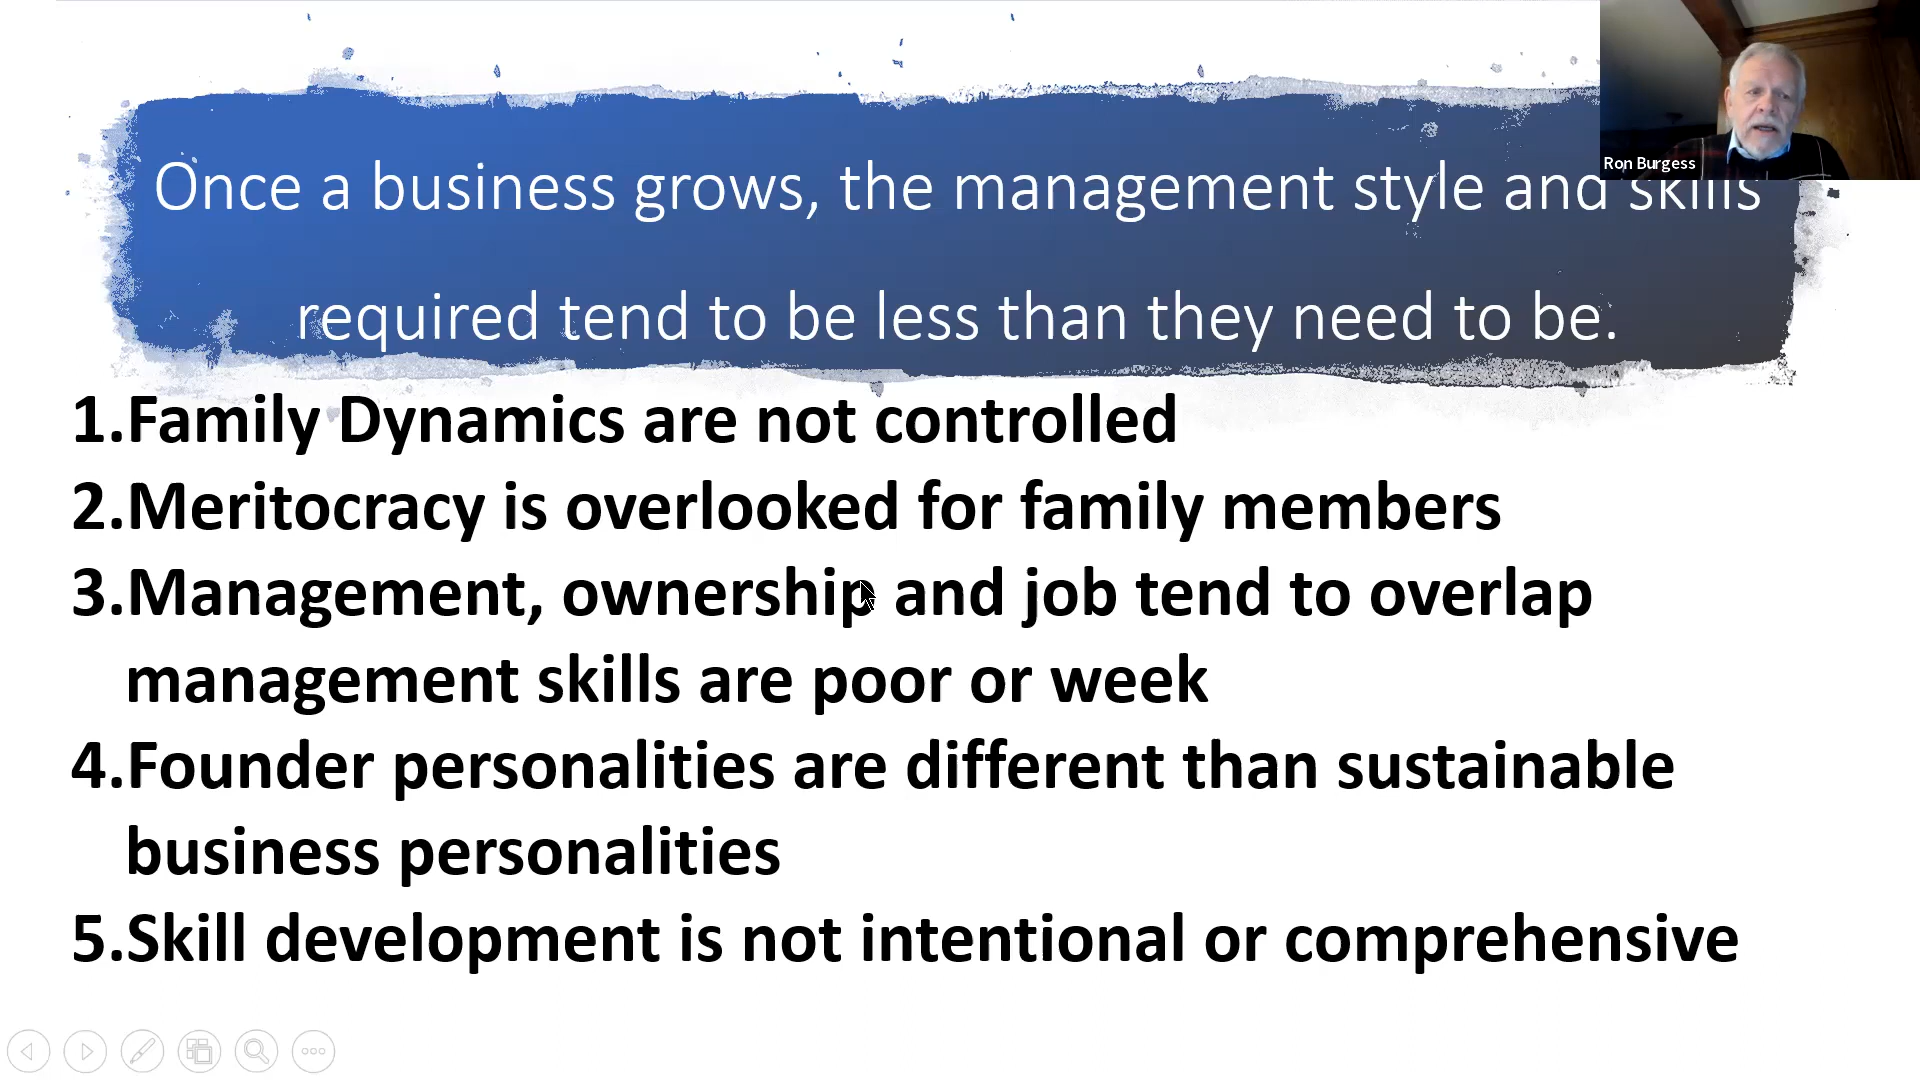 Once a business grows, the management style and skills
required tend to be less than they need to be.
Ron Burgess
1.Family Dynamics are not controlled
2.Meritocracy is overlooked for family members
3.Management, ownership and job tend to overlap
management skills are poor or week
4.Founder personalities are different than sustainable
business personalities
5.Skill development is not intentional or comprehensive